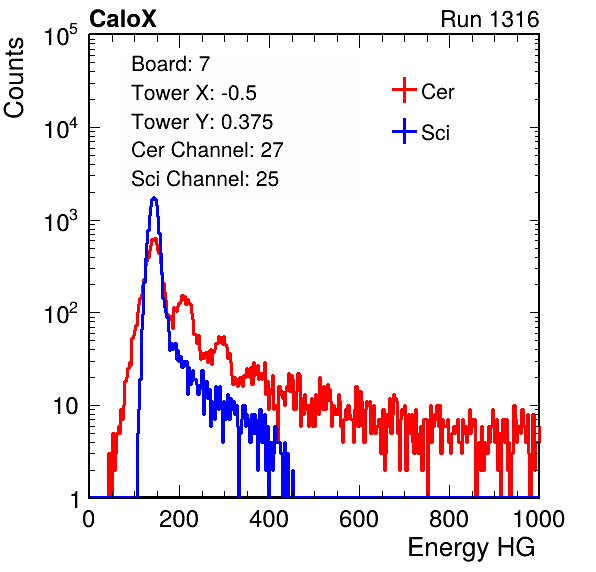 CaloX
Run 1316
Counts
10^5
10^4
10^3
10^2
10
1
Board: 7
Tower X: -0.5
Tower Y: 0.375
Cer Channel: 27
Sci Channel: 25
Cer
Sci
0 200 400 600 800 1000
Energy HG